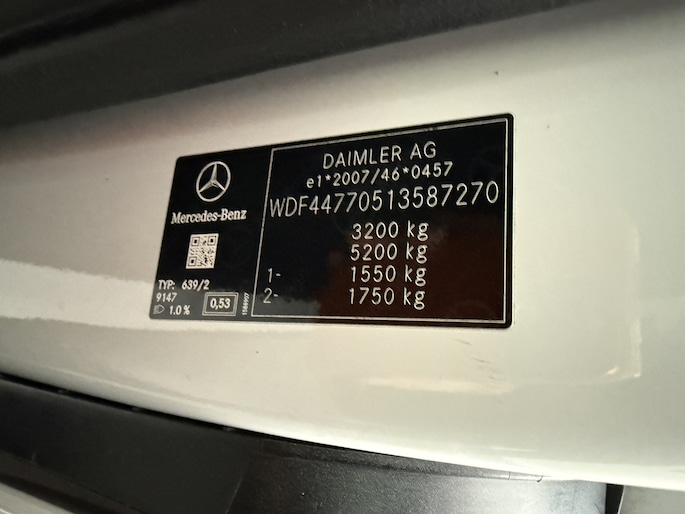 Mercedes-Benz
TYP: 639/2
9147
1.0 %
0,53
DAIMLER AG
e1*2007/46*0457
WDF44770513587270
3200 kg
5200 kg
1- 1550 kg
2- 1750 kg